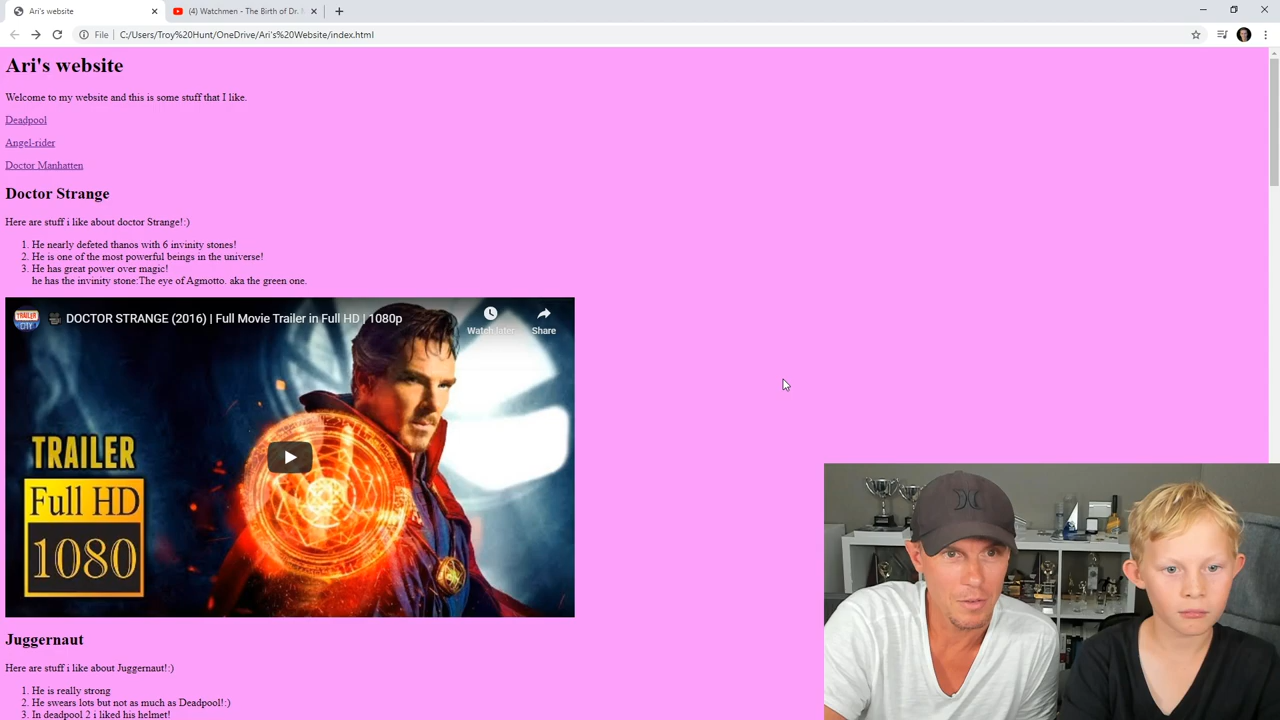 Ari's website
(4) Watchmen - The Birth of Dr. M
File
C:/Users/Troy%20Hunt/OneDrive/Ari's%20Website/index.html
Ari's website
Welcome to my website and this is some stuff that I like.
Deadpool
Angel-rider
Doctor Manhatten
Doctor Strange
Here are stuff i like about doctor Strange!:)
1. He nearly defeted thanos with 6 invinity stones!
2. He is one of the most powerful beings in the universe!
3. He has great power over magic!
he has the invinity stone:The eye of Agmotto. aka the green one.
DOCTOR STRANGE (2016) | Full Movie Trailer in Full HD | 1080p
Watch later
Share
TRAILER
Full HD
1080
Juggernaut
Here are stuff i like about Juggernaut!:)
1. He is really strong
2. He swears lots but not as much as Deadpool!:)
3. In deadpool 2 i liked his helmet!